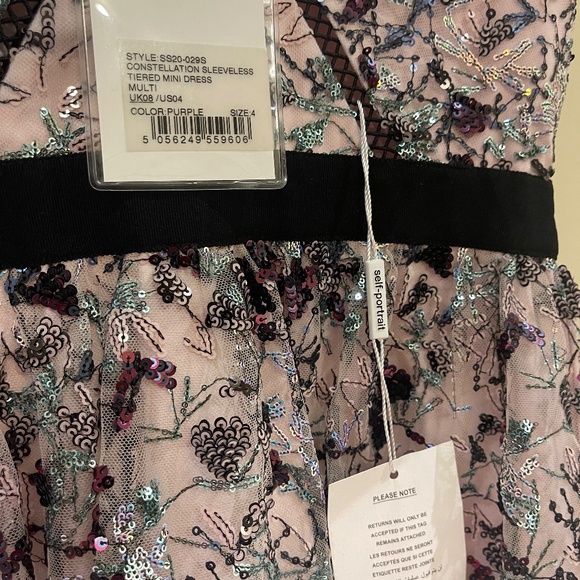 STYLE: SS20-029S
CONSTELLATION SLEEVELESS
TIERED MINI DRESS
MULTI
UK08 / US04
COLOR:PURPLE SIZE:4
5 056249 559606
self-portrait
PLEASE NOTE
RETURNS WILL ONLY BE
ACCEPTED IF THIS TAG
REMAINS ATTACHED
LES RETOURS NE SERONT
ACCEPTÉS QUE SI CETTE
ETIQUETTE RESTE JOINTE